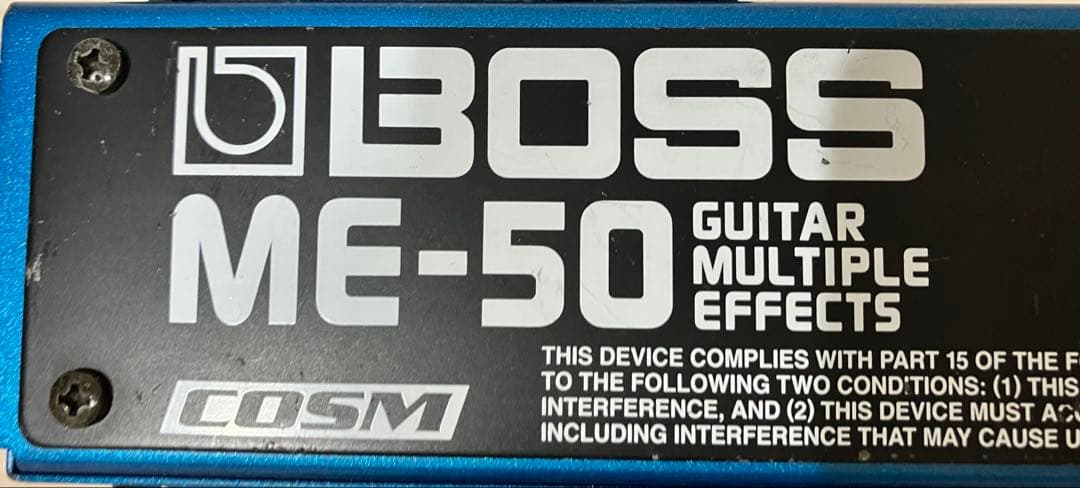 BOSS
ME-50 GUITAR MULTIPLE EFFECTS
COSM
THIS DEVICE COMPLIES WITH PART 15 OF THE
TO THE FOLLOWING TWO CONDITIONS: (1) THIS
INTERFERENCE, AND (2) THIS DEVICE MUST
INCLUDING INTERFERENCE THAT MAY CAUSE